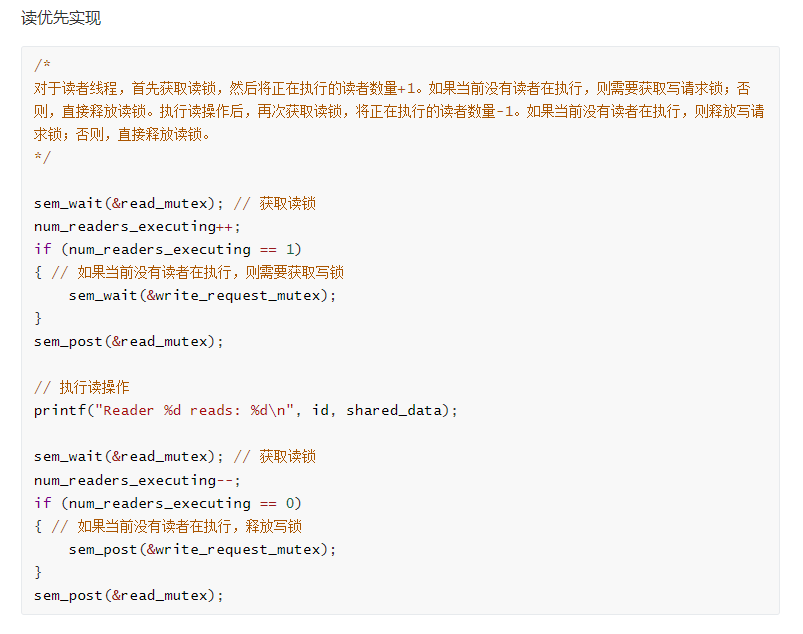 读优先实现
/*
对于读者线程，首先获取读锁，然后将正在执行的读者数量+1。如果当前没有读者在执行，则需要获取写请求锁；否
则，直接释放读锁。执行读操作后，再次获取读锁，将正在执行的读者数量-1。如果当前没有读者在执行，则释放写请
求锁；否则，直接释放读锁。
*/
sem_wait(&read_mutex); // 获取读锁
num_readers_executing++;
if (num_readers_executing == 1)
{ // 如果当前没有读者在执行，则需要获取写锁
    sem_wait(&write_request_mutex);
}
sem_post(&read_mutex);
// 执行读操作
printf("Reader %d reads: %d\n", id, shared_data);
sem_wait(&read_mutex); // 获取读锁
num_readers_executing--;
if (num_readers_executing == 0)
{ // 如果当前没有读者在执行，释放写锁
    sem_post(&write_request_mutex);
}
sem_post(&read_mutex);